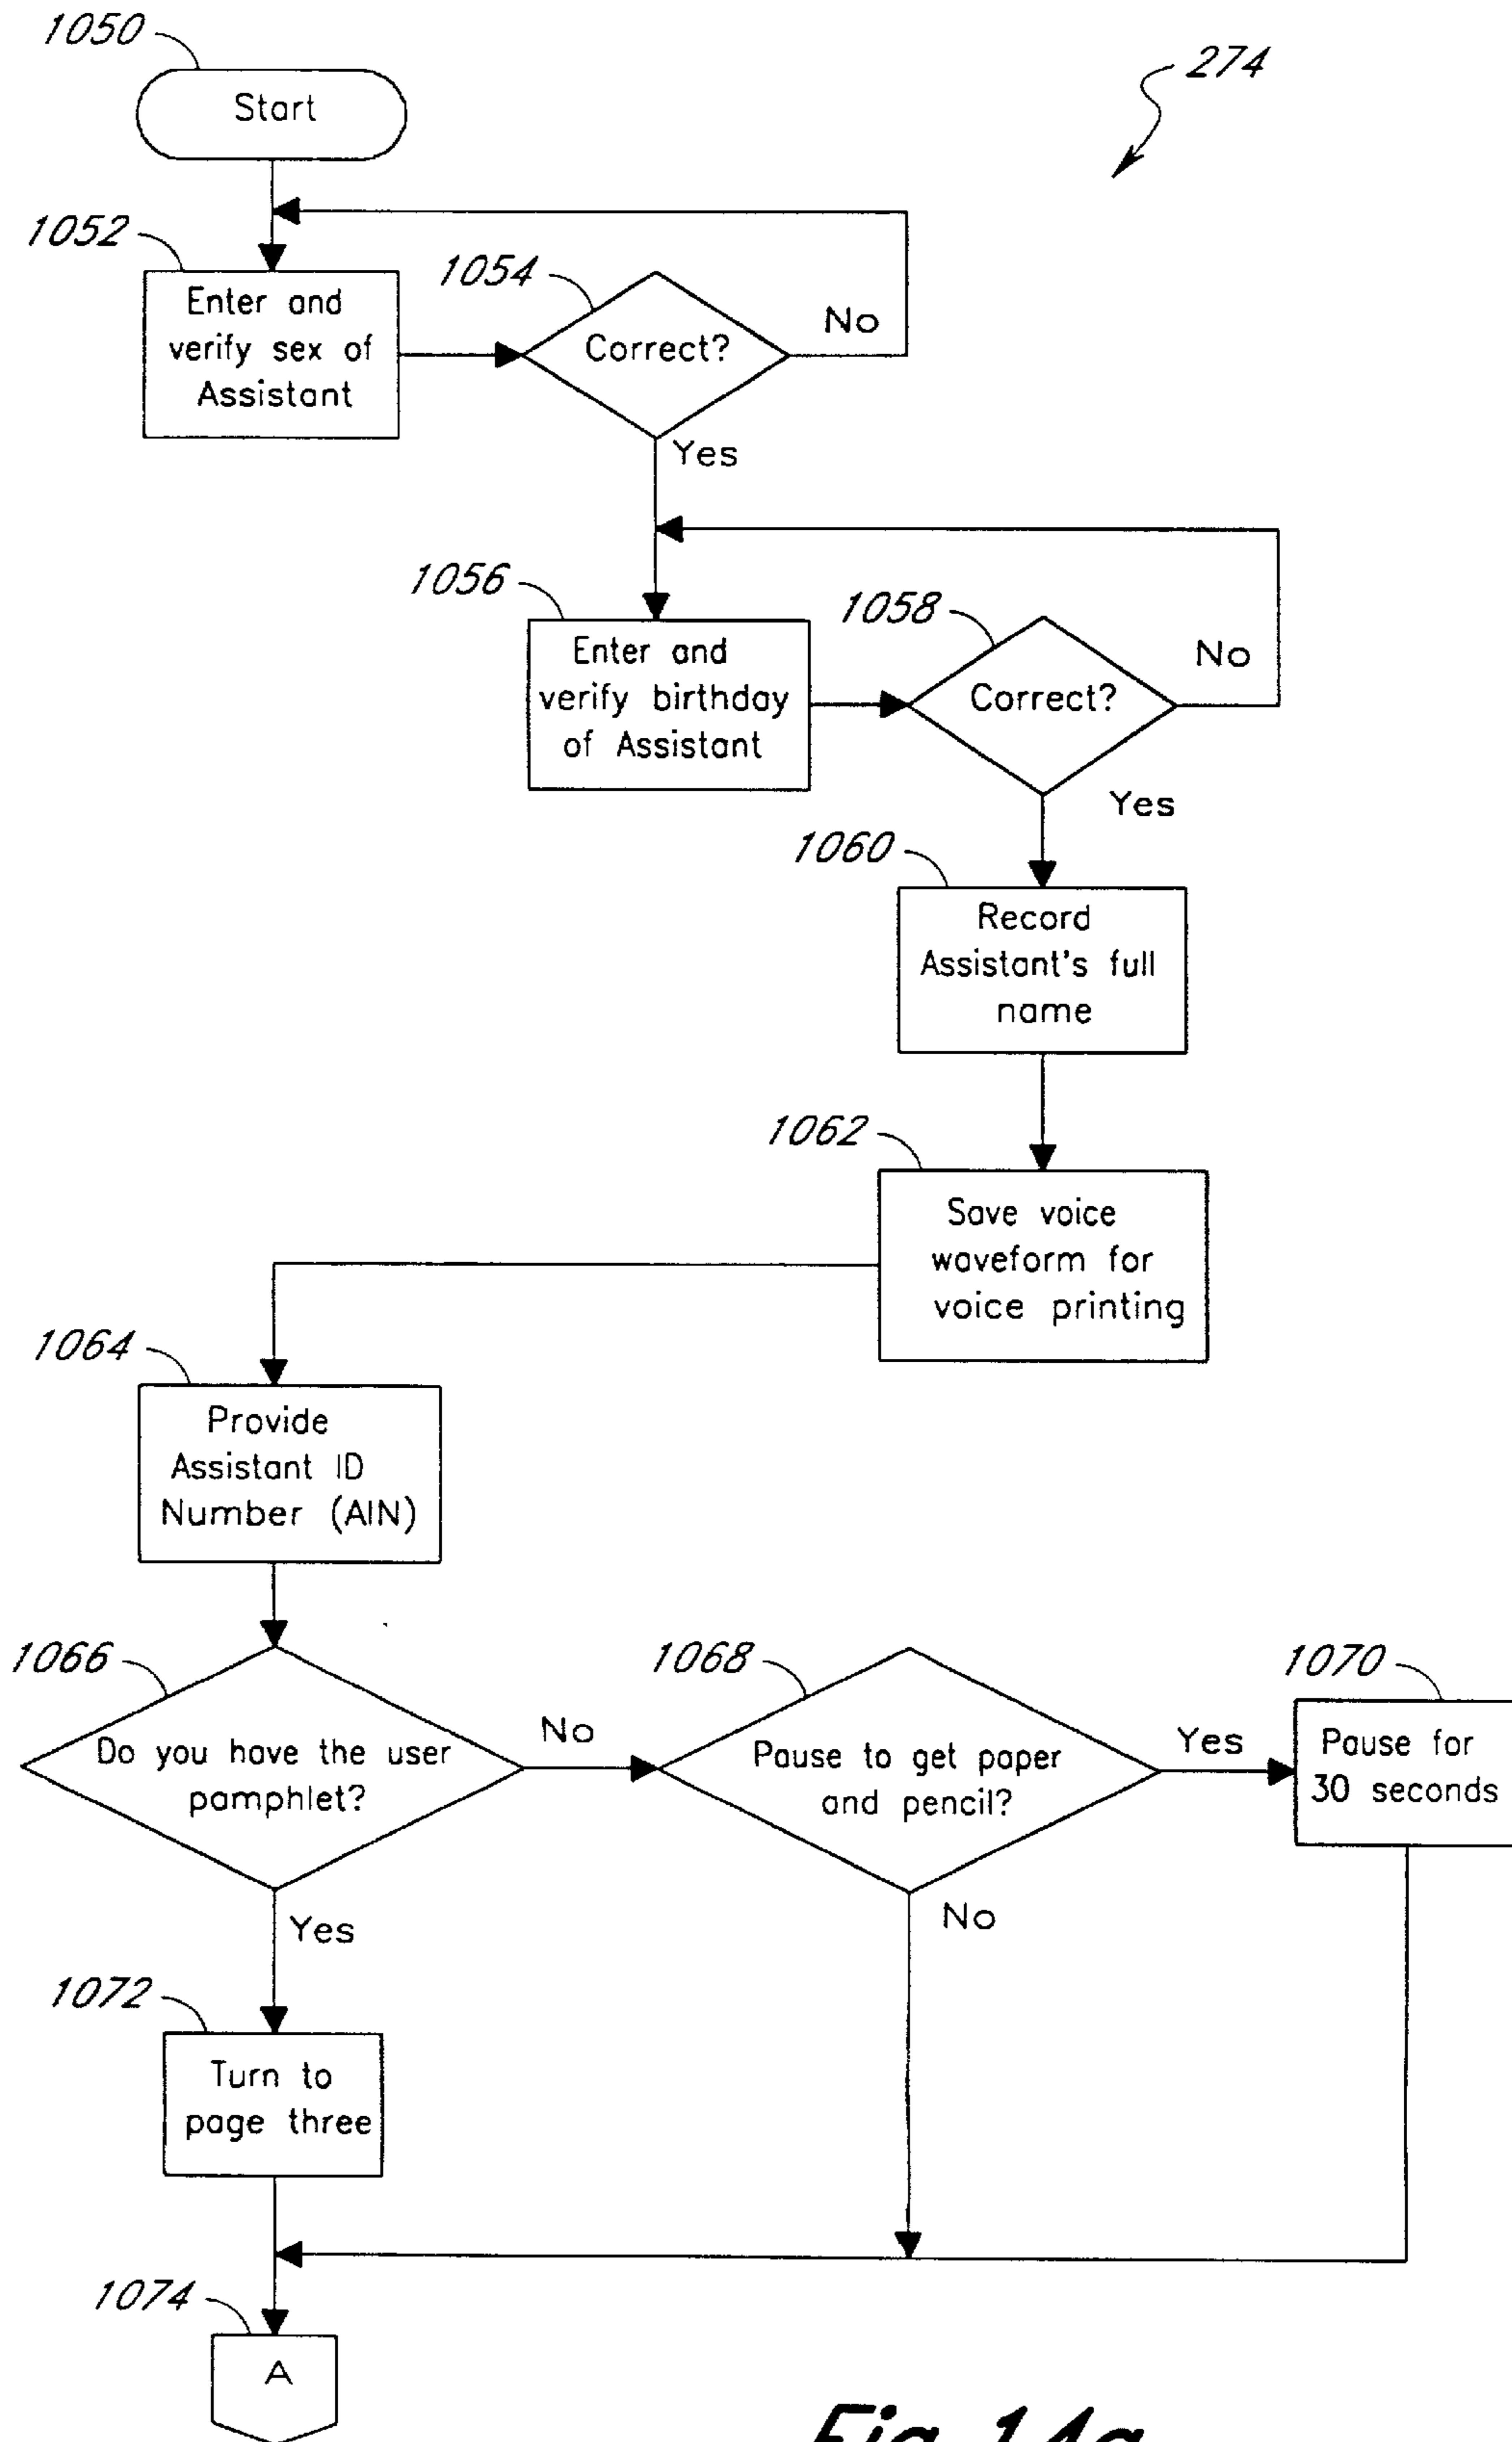 1050
Start
274
1052
Enter and
verify sex of
Assistant
1054
Correct?
No
Yes
1056
Enter and
verify birthday
of Assistant
1058
Correct?
No
Yes
1060
Record
Assistant's full
name
1062
Save voice
waveform for
voice printing
1064
Provide
Assistant ID
Number (AIN)
1066
Do you have the user
pamphlet?
No
1068
Pause to get paper
and pencil?
Yes
1070
Pause for
30 seconds
Yes
No
1072
Turn to
page three
1074
A
Fig. 14a